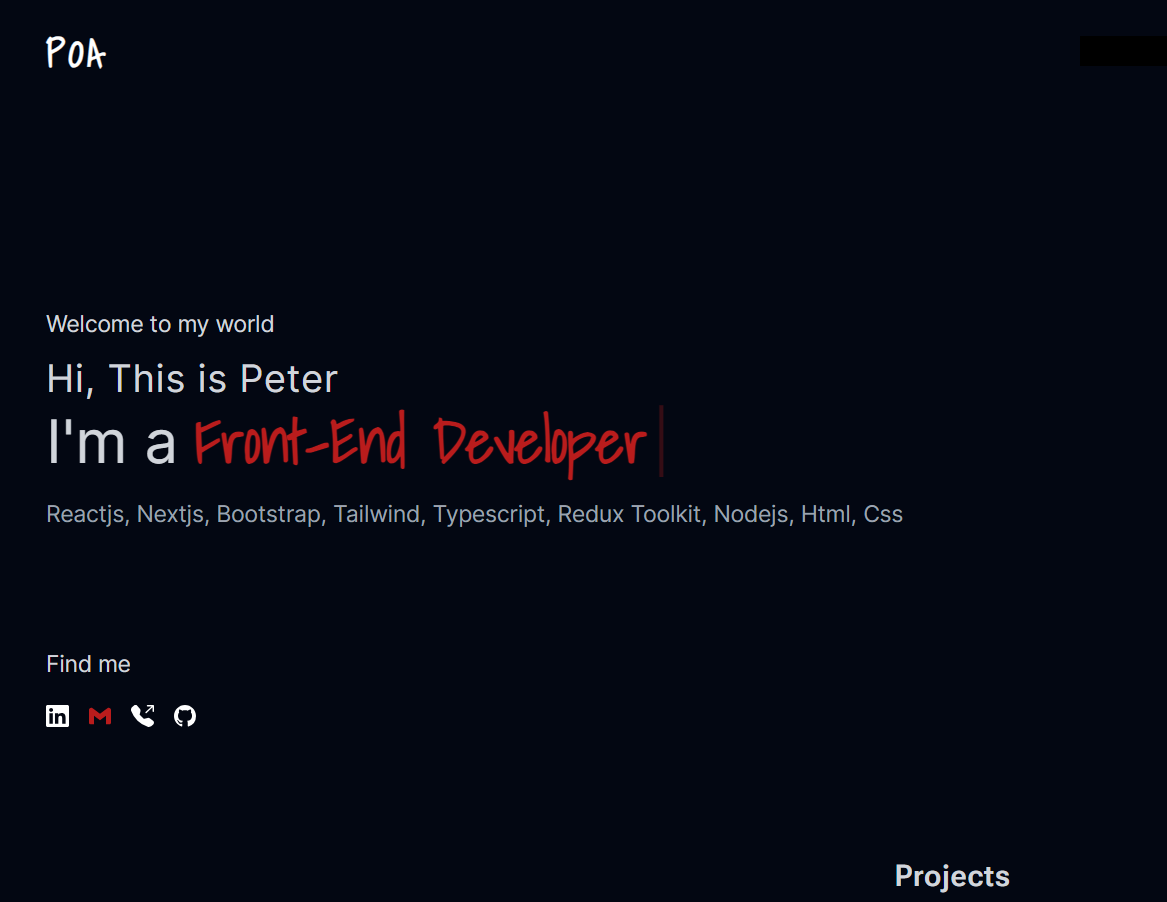 POA
Welcome to my world
Hi, This is Peter
I'm a Front-End Developer
Reactjs, Nextjs, Bootstrap, Tailwind, Typescript, Redux Toolkit, Nodejs, Html, Css
Find me
in
Projects